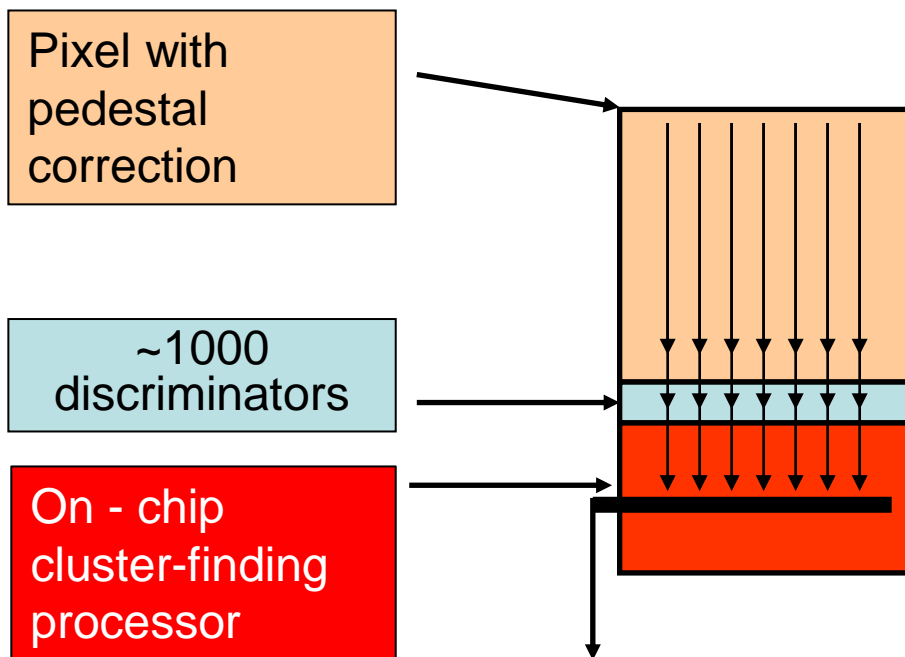 Pixel with
pedestal
correction
~1000
discriminators
On - chip
cluster-finding
processor